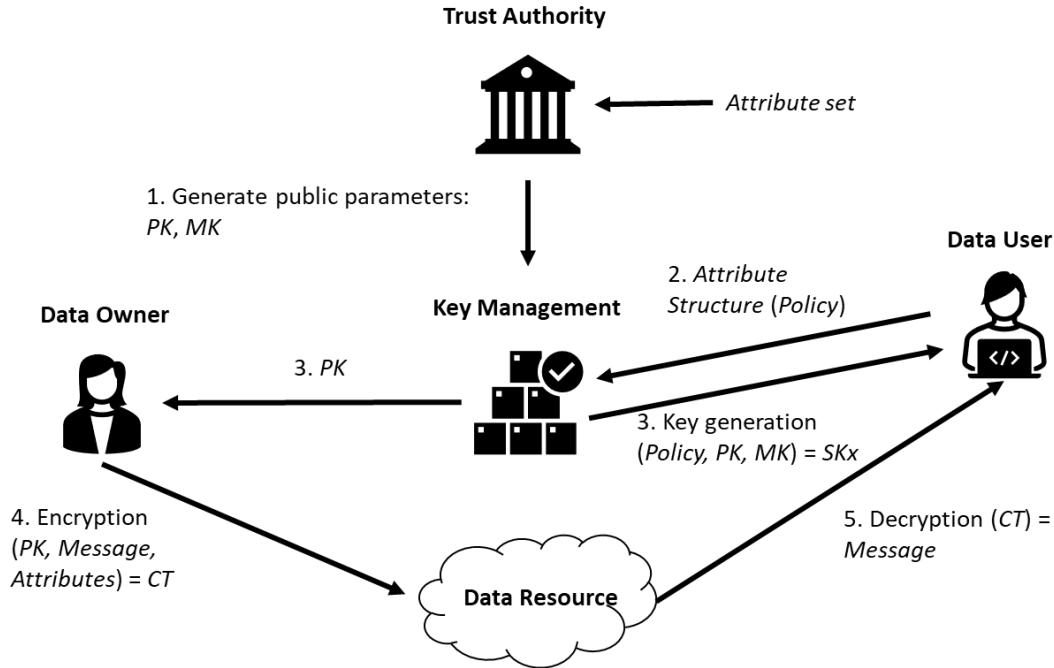 Trust Authority
Attribute set
1. Generate public parameters:
PK, MK
Data User
2. Attribute
Structure (Policy)
Key Management
Data Owner
3. PK
3. Key generation
(Policy, PK, MK) = SKx
4. Encryption
(PK, Message,
Attributes) = CT
5. Decryption (CT) =
Message
Data Resource